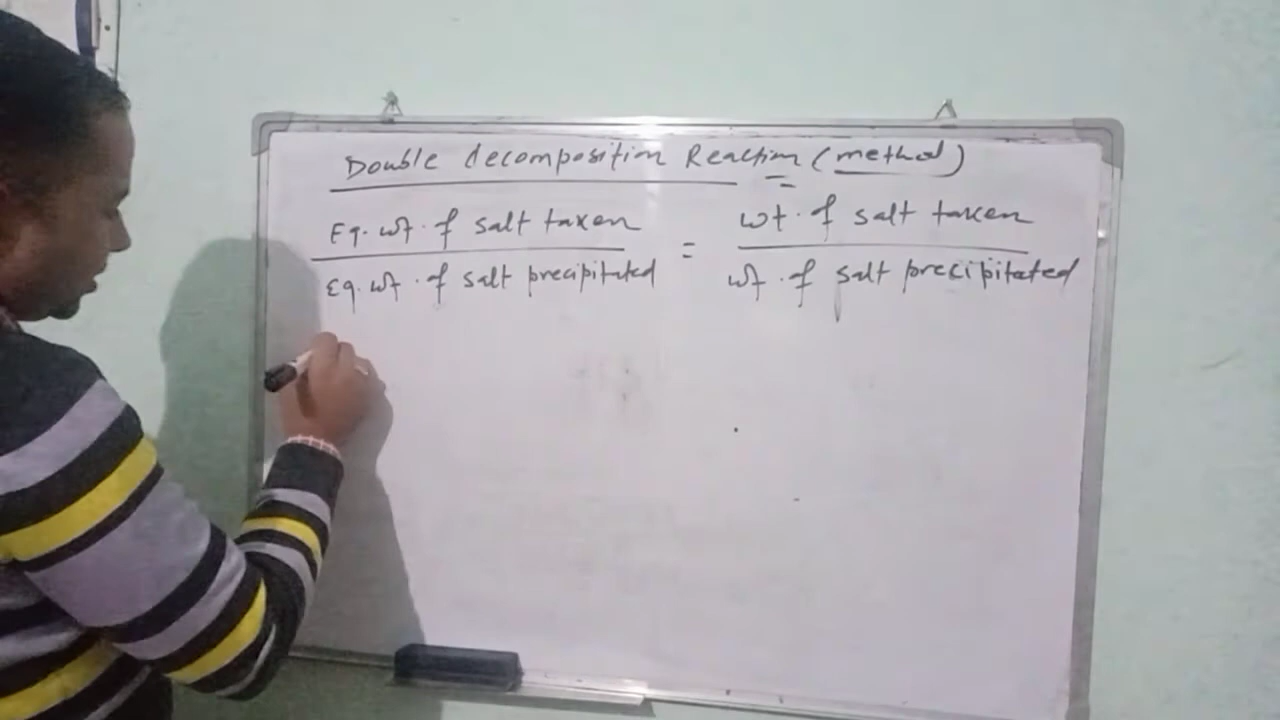 Double decomposition Reaction (method)
Eq. wt. of salt taken = wt. of salt taken
Eq. wt. of salt precipitated wt. of salt precipitated